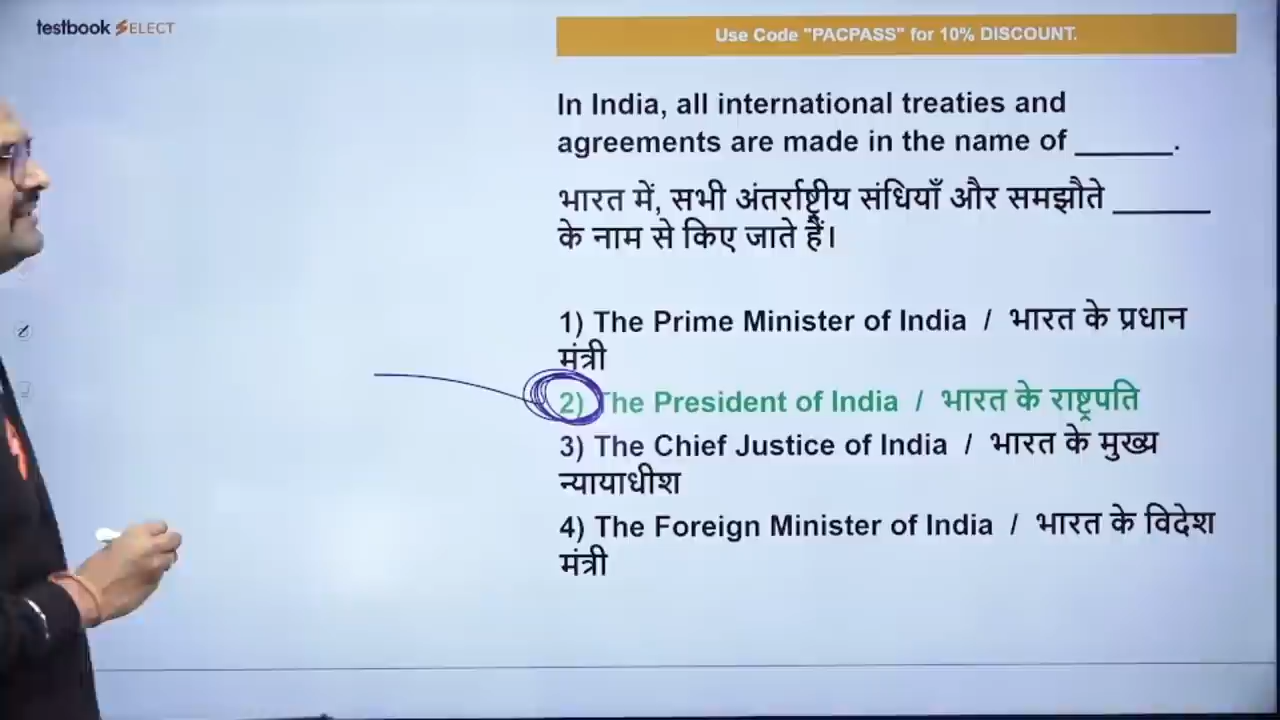 testbook SELECT
Use Code "PACPASS" for 10% DISCOUNT.
In India, all international treaties and
agreements are made in the name of ______.
भारत में, सभी अंतर्राष्ट्रीय संधियाँ और समझौते ______
के नाम से किए जाते हैं।
1) The Prime Minister of India / भारत के प्रधान
मंत्री
2) The President of India / भारत के राष्ट्रपति
3) The Chief Justice of India / भारत के मुख्य
न्यायाधीश
4) The Foreign Minister of India / भारत के विदेश
मंत्री